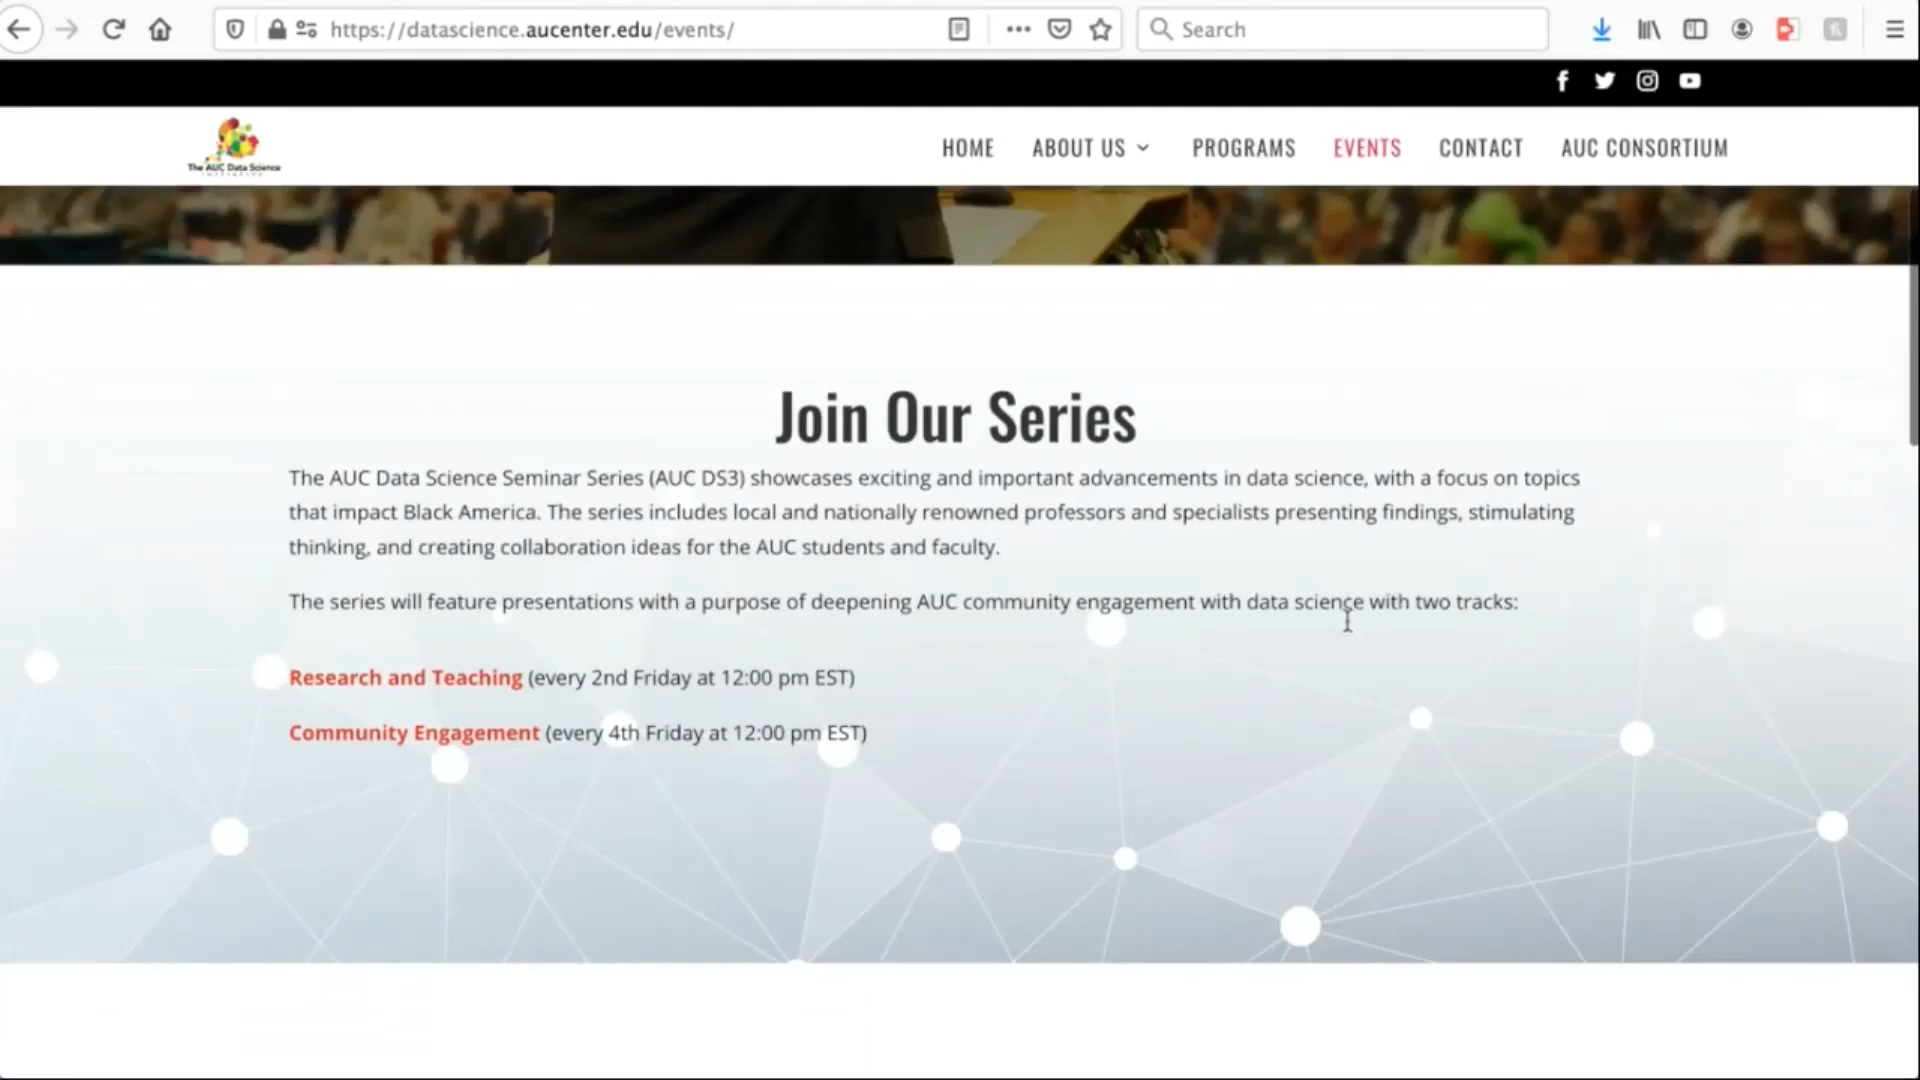 https://datascience.aucenter.edu/events/
Search
The AUC Data Science
INITIATIVE
HOME
ABOUT US
PROGRAMS
EVENTS
CONTACT
AUC CONSORTIUM
Join Our Series
The AUC Data Science Seminar Series (AUC DS3) showcases exciting and important advancements in data science, with a focus on topics
that impact Black America. The series includes local and nationally renowned professors and specialists presenting findings, stimulating
thinking, and creating collaboration ideas for the AUC students and faculty.
The series will feature presentations with a purpose of deepening AUC community engagement with data science with two tracks:
Research and Teaching (every 2nd Friday at 12:00 pm EST)
Community Engagement (every 4th Friday at 12:00 pm EST)